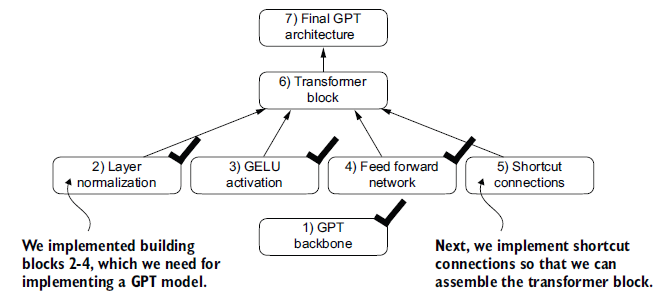 7) Final GPT
architecture
6) Transformer
block
2) Layer
normalization
3) GELU
activation
4) Feed forward
network
5) Shortcut
connections
1) GPT
backbone
We implemented building
blocks 2-4, which we need for
implementing a GPT model.
Next, we implement shortcut
connections so that we can
assemble the transformer block.